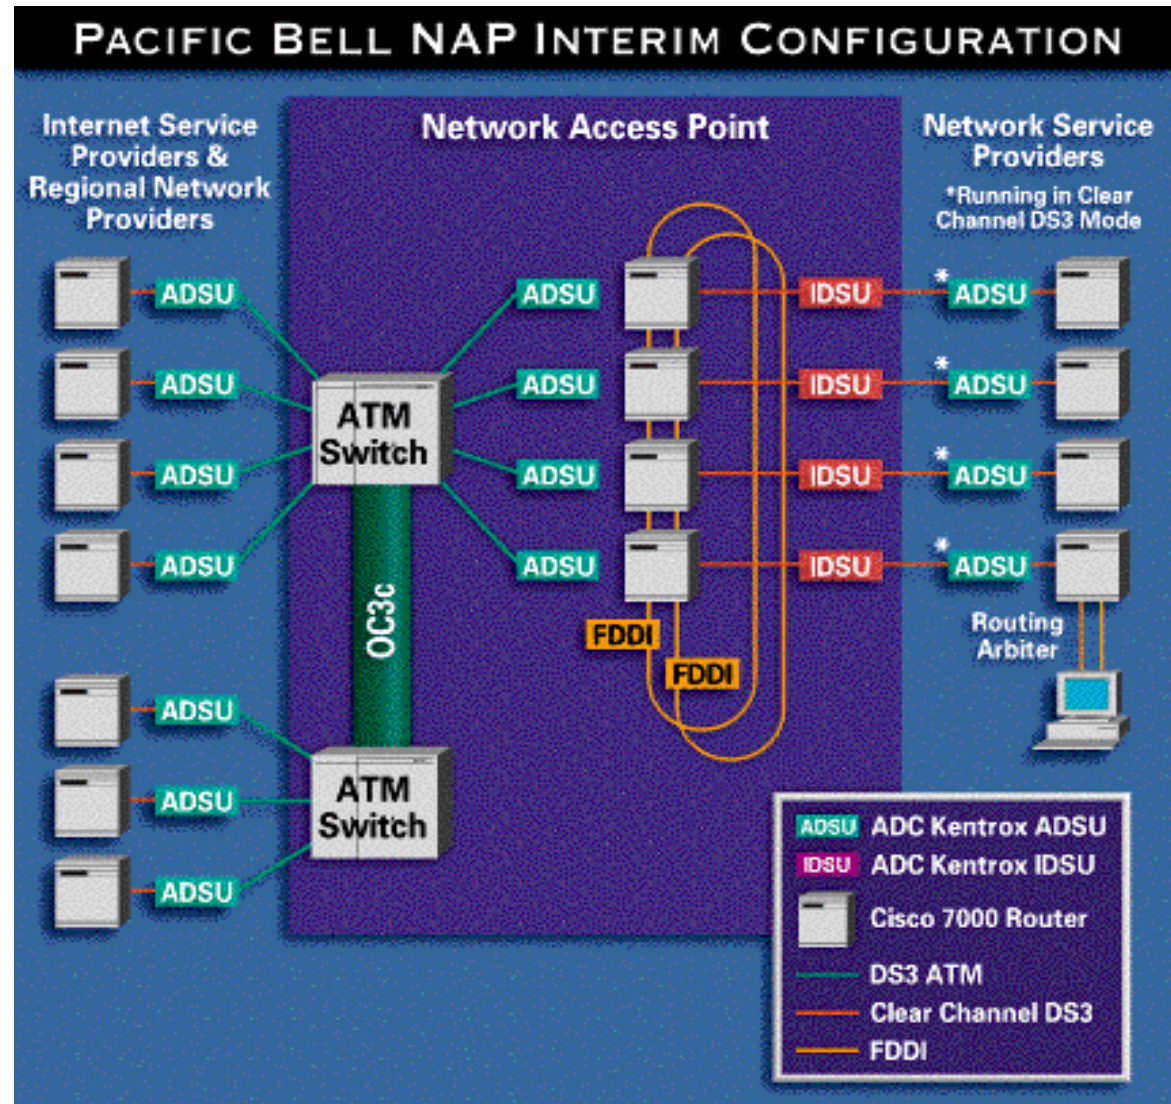 PACIFIC BELL NAP INTERIM CONFIGURATION
Internet Service
Providers &
Regional Network
Providers
Network Access Point
Network Service
Providers
*Running in Clear
Channel DS3 Mode
ADSU
ADSU
IDSU
*
ADSU
ADSU
ADSU
IDSU
*
ADSU
ATM
Switch
ADSU
ADSU
IDSU
*
ADSU
ADSU
ADSU
IDSU
*
ADSU
OC3c
FDDI
FDDI
Routing
Arbiter
ADSU
ADSU
ATM
Switch
ADSU
ADSU ADC Kentrox ADSU
IDSU ADC Kentrox IDSU
Cisco 7000 Router
DS3 ATM
Clear Channel DS3
FDDI